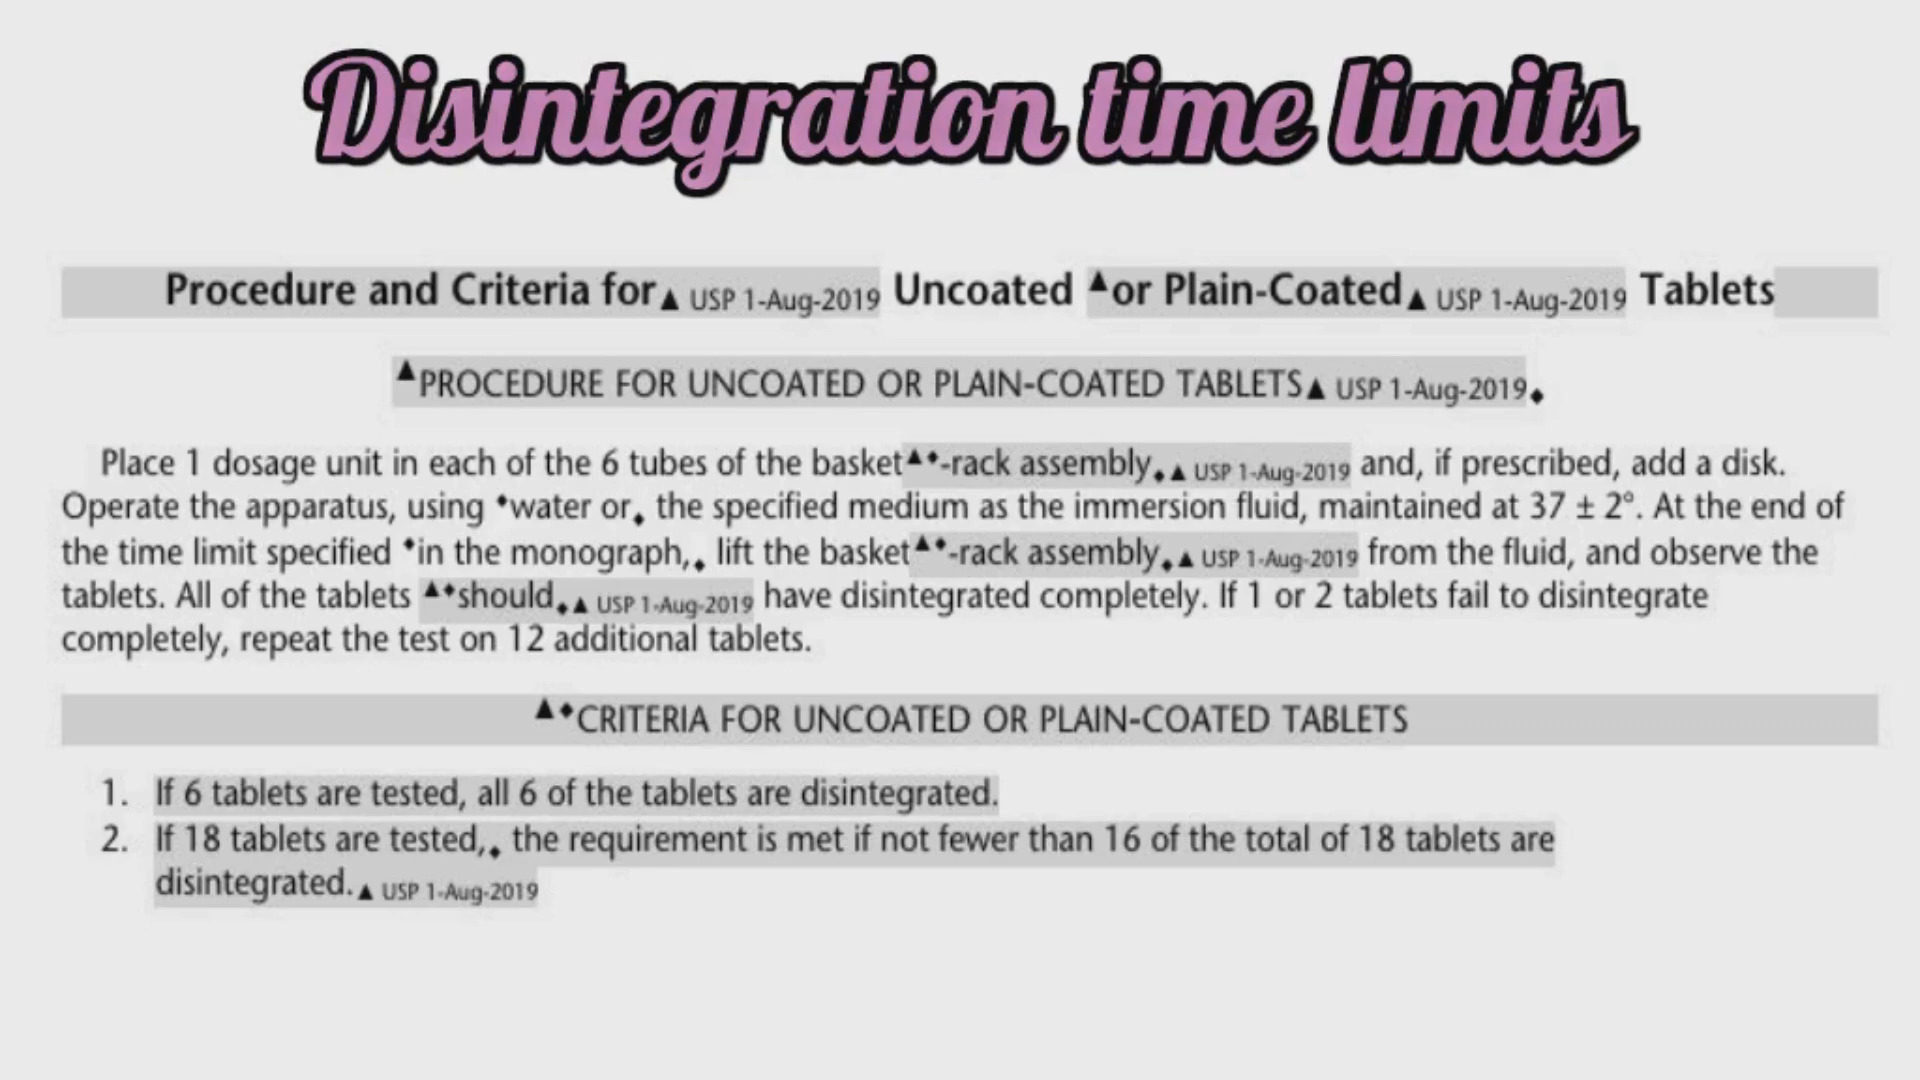 Disintegration time limits
Procedure and Criteria for▲ USP 1-Aug-2019 Uncoated ▲or Plain-Coated▲ USP 1-Aug-2019 Tablets
▲PROCEDURE FOR UNCOATED OR PLAIN-COATED TABLETS▲ USP 1-Aug-2019◆
Place 1 dosage unit in each of the 6 tubes of the basket▲◆-rack assembly◆▲ USP 1-Aug-2019 and, if prescribed, add a disk.
Operate the apparatus, using ◆water or◆ the specified medium as the immersion fluid, maintained at 37 ± 2°. At the end of
the time limit specified ◆in the monograph,◆ lift the basket▲◆-rack assembly◆▲ USP 1-Aug-2019 from the fluid, and observe the
tablets. All of the tablets ▲◆should◆▲ USP 1-Aug-2019 have disintegrated completely. If 1 or 2 tablets fail to disintegrate
completely, repeat the test on 12 additional tablets.
▲◆CRITERIA FOR UNCOATED OR PLAIN-COATED TABLETS
1. If 6 tablets are tested, all 6 of the tablets are disintegrated.
2. If 18 tablets are tested,◆ the requirement is met if not fewer than 16 of the total of 18 tablets are
disintegrated.▲ USP 1-Aug-2019